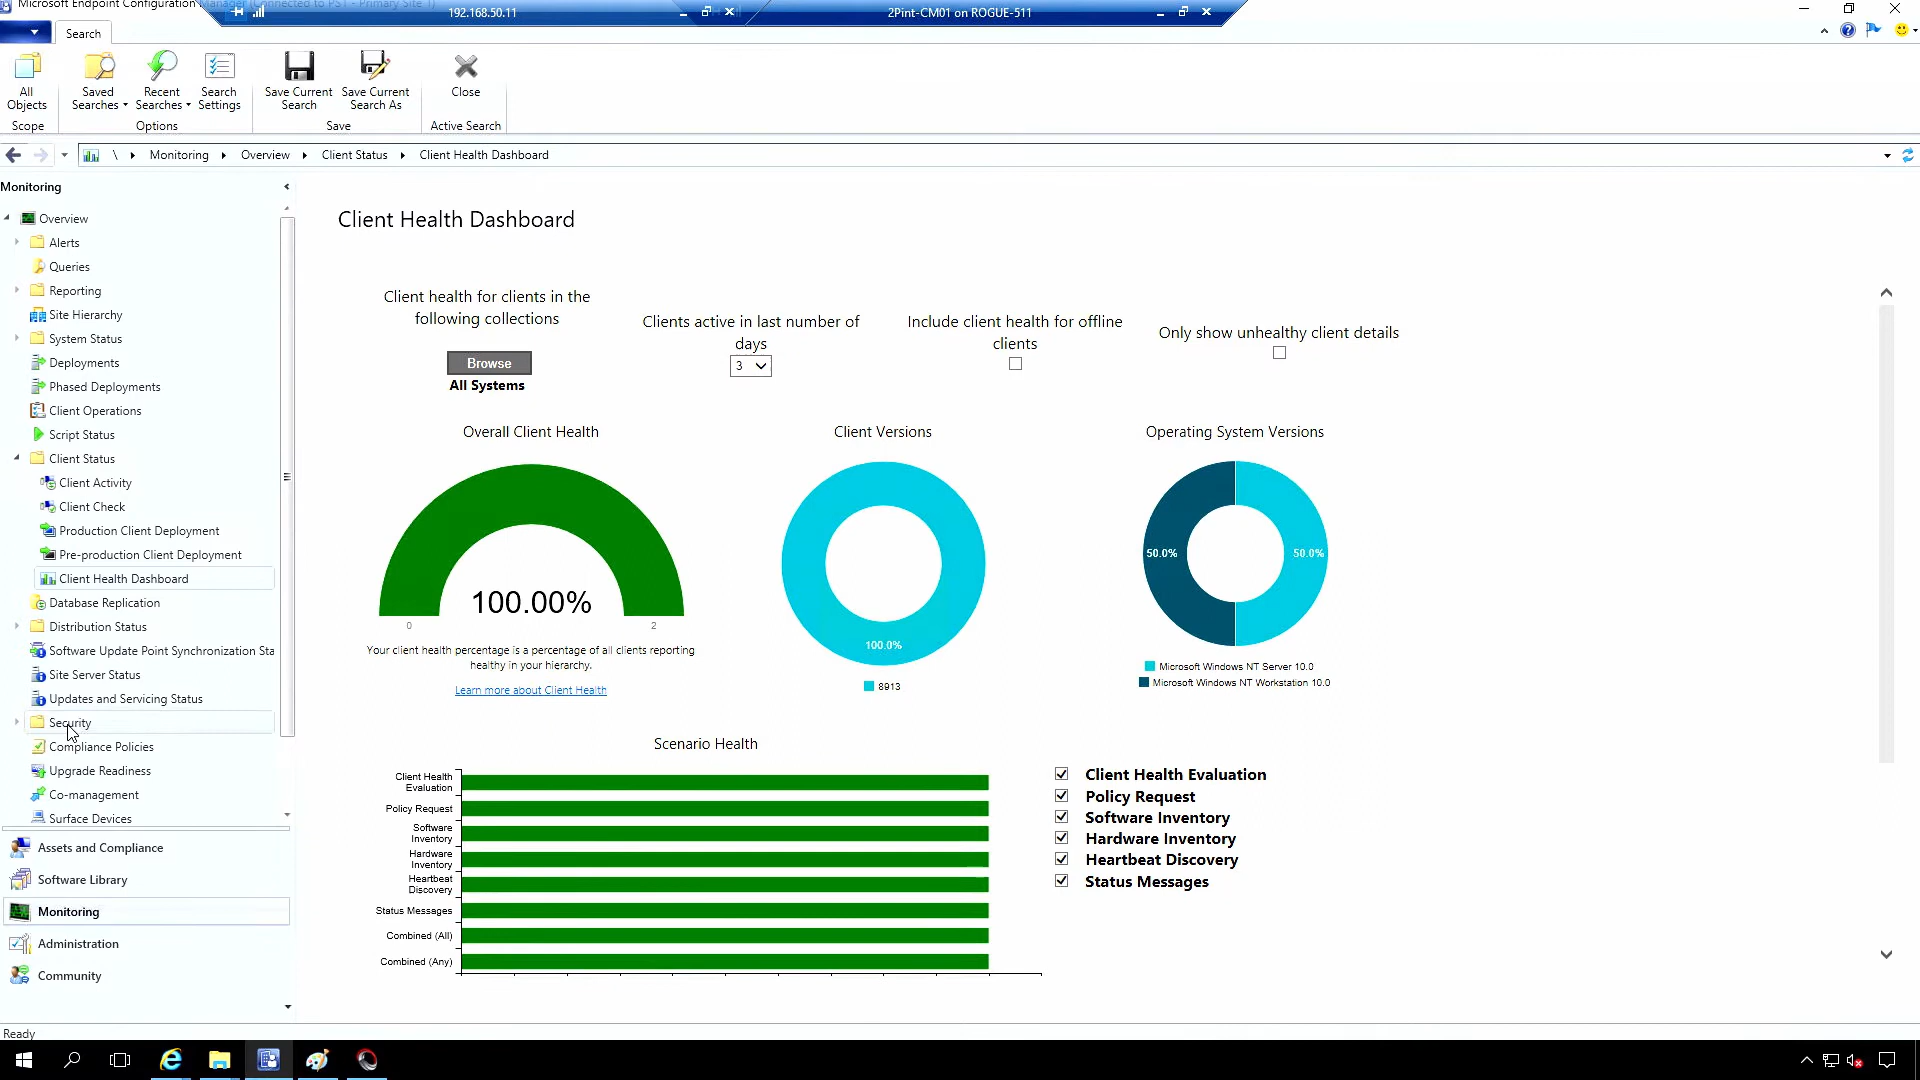 Microsoft Endpoint Configuration Manager (Connected to PS1 - Primary Site 1)
192.168.50.11
2Pint-CM01 on ROGUE-511
Search
All Objects
Saved Searches
Recent Searches
Search Settings
Save Current Search
Save Current Search As
Close
Scope
Options
Save
Active Search
\ Monitoring Overview Client Status Client Health Dashboard
Monitoring
Overview
Alerts
Queries
Reporting
Site Hierarchy
System Status
Deployments
Phased Deployments
Client Operations
Script Status
Client Status
Client Activity
Client Check
Production Client Deployment
Pre-production Client Deployment
Client Health Dashboard
Database Replication
Distribution Status
Software Update Point Synchronization Sta
Site Server Status
Updates and Servicing Status
Security
Compliance Policies
Upgrade Readiness
Co-management
Surface Devices
Assets and Compliance
Software Library
Monitoring
Administration
Community
Client Health Dashboard
Client health for clients in the
following collections
Browse
All Systems
Clients active in last number of
days
3
Include client health for offline
clients
Only show unhealthy client details
Overall Client Health
100.00%
0
2
Your client health percentage is a percentage of all clients reporting
healthy in your hierarchy.
Learn more about Client Health
Client Versions
100.0%
8913
Operating System Versions
50.0%
50.0%
Microsoft Windows NT Server 10.0
Microsoft Windows NT Workstation 10.0
Scenario Health
Client Health
Evaluation
Policy Request
Software
Inventory
Hardware
Inventory
Heartbeat
Discovery
Status Messages
Combined (All)
Combined (Any)
Client Health Evaluation
Policy Request
Software Inventory
Hardware Inventory
Heartbeat Discovery
Status Messages
Ready